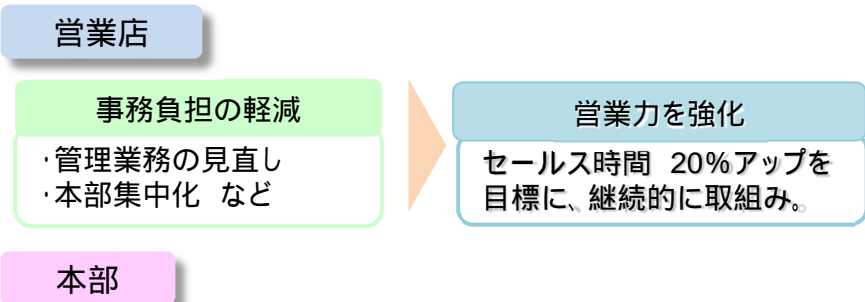 営業店
事務負担の軽減
・管理業務の見直し
・本部集中化 など
営業力を強化
セールス時間 20%アップを
目標に、継続的に取組み。
本部